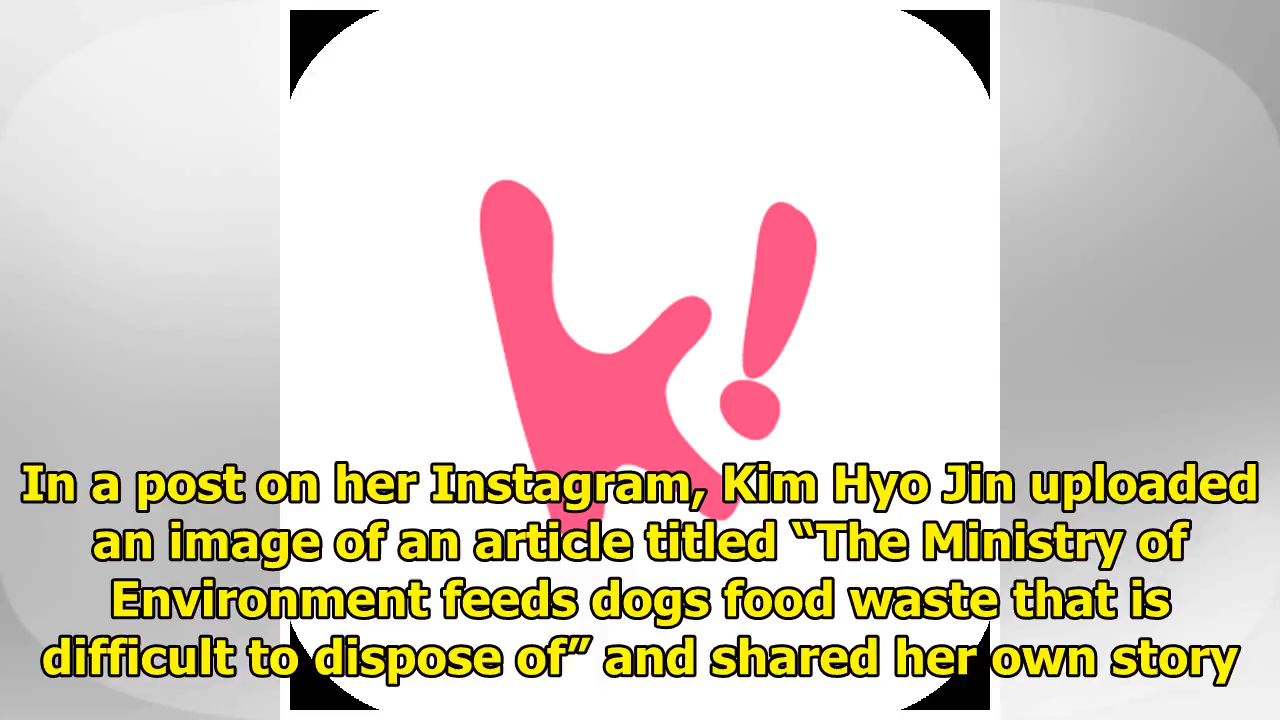 k!
In a post on her Instagram, Kim Hyo Jin uploaded
an image of an article titled “The Ministry of
Environment feeds dogs food waste that is
difficult to dispose of” and shared her own story